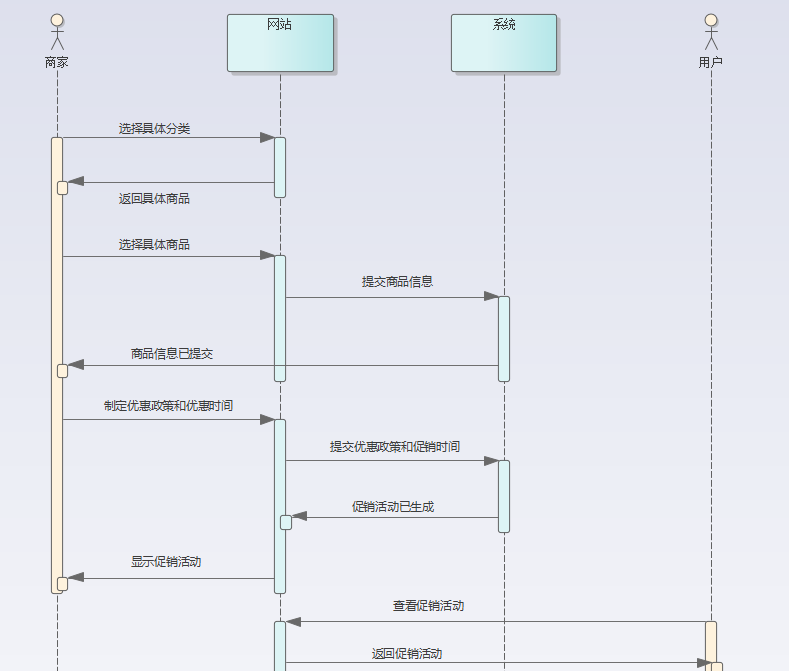 网站
系统
商家
用户
选择具体分类
返回具体商品
选择具体商品
提交商品信息
商品信息已提交
制定优惠政策和优惠时间
提交优惠政策和促销时间
促销活动已生成
显示促销活动
查看促销活动
返回促销活动